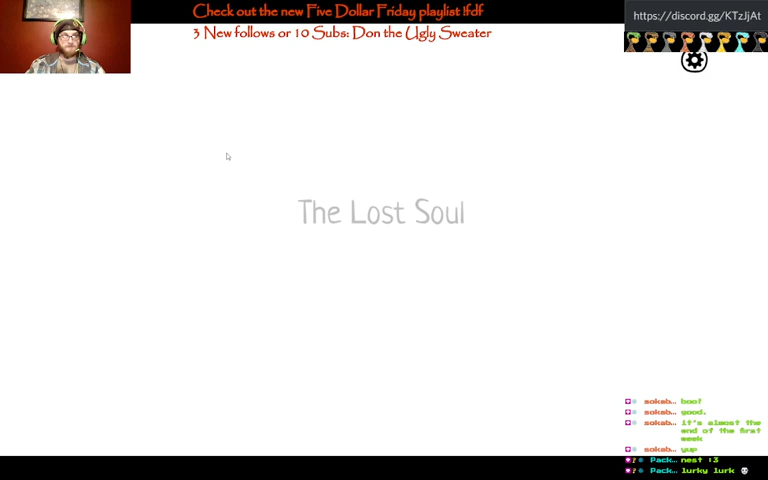 Check out the new Five Dollar Friday playlist !fdf
3 New follows or 10 Subs: Don the Ugly Sweater
https://discord.gg/KTzJjAt
The Lost Soul
sokab... boo!
sokab... good.
sokab... it's almost the
end of the first
week
sokab... yup
Pack... nest :3
Pack... lurky lurk